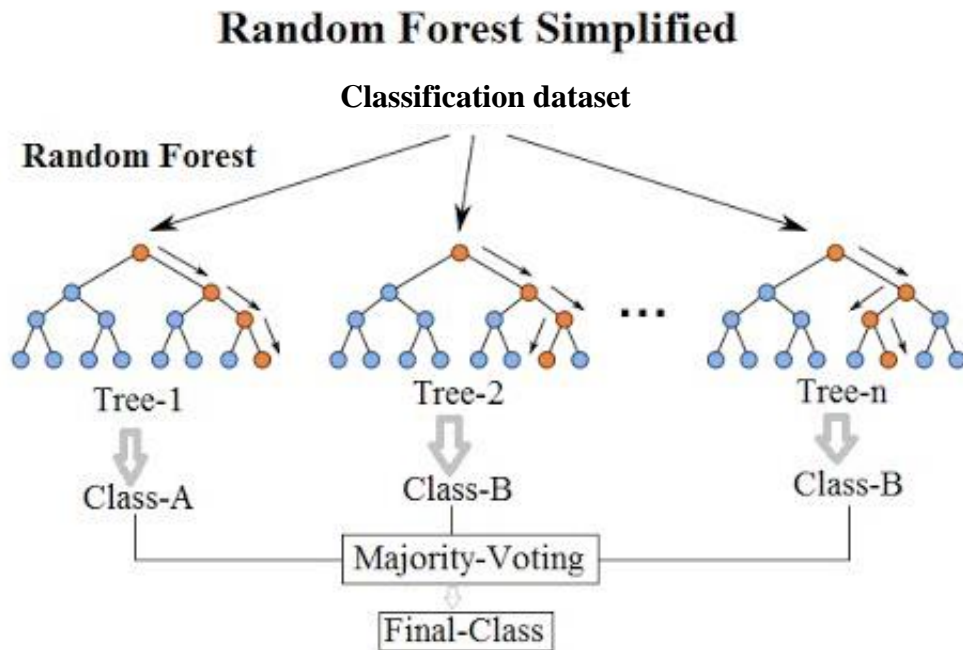 Random Forest Simplified
Classification dataset
Random Forest
...
Tree-1 Tree-2 Tree-n
Class-A Class-B Class-B
Majority-Voting
Final-Class